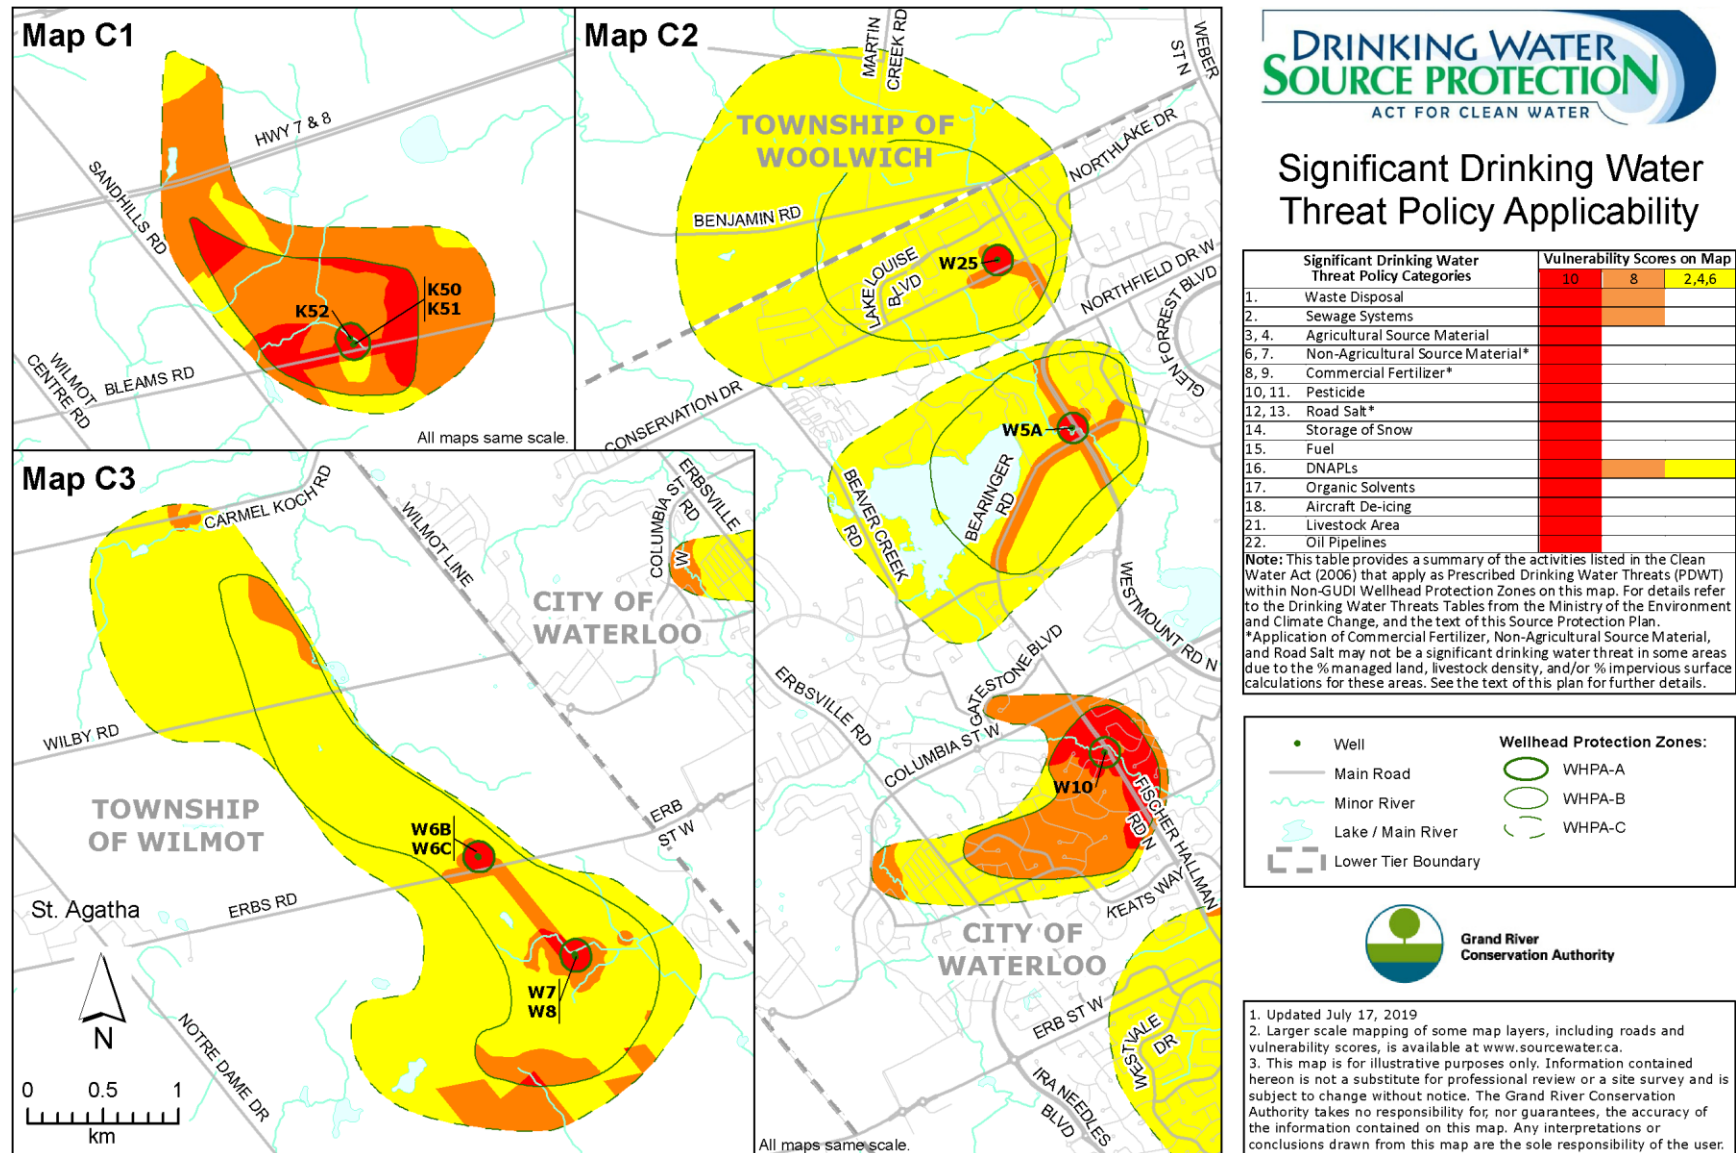 Map C1
HWY 7 & 8
SANDHILLS RD
K50
K51
K52
WILMOT
CENTRE RD
BLEAMS RD
All maps same scale.
Map C2
MARTIN
CREEK RD
WEBER
ST N
TOWNSHIP OF
WOOLWICH
NORTHLAKE DR
BENJAMIN RD
W25
LAKE LOUISE
BLVD
NORTHFIELD DR W
GLEN FORREST BLVD
CONSERVATION DR
W5A
BEARINGER
RD
BEAVER CREEK
RD
WESTMOUNT RD N
GATESTONE BLVD
ERBSVILLE RD
COLUMBIA ST W
W10
FISCHER HALLMAN
RD N
KEATS WAY
CITY OF
WATERLOO
ERB ST W
WESTVALE
DR
IRA NEEDLES
BLVD
All maps same scale.
Map C3
CARMEL KOCH RD
WILMOT LINE
COLUMBIA ST
W
ERBSVILLE
RD
CITY OF
WATERLOO
WILBY RD
TOWNSHIP
OF WILMOT
ERB
ST W
W6B
W6C
ERBS RD
St. Agatha
W7
W8
NOTRE DAME DR
N
0 0.5 1
km
DRINKING WATER
SOURCE PROTECTION
ACT FOR CLEAN WATER
Significant Drinking Water
Threat Policy Applicability
Significant Drinking Water
Threat Policy Categories
Vulnerability Scores on Map
10 8 2,4,6
1. Waste Disposal
2. Sewage Systems
3, 4. Agricultural Source Material
6, 7. Non-Agricultural Source Material*
8, 9. Commercial Fertilizer*
10, 11. Pesticide
12, 13. Road Salt*
14. Storage of Snow
15. Fuel
16. DNAPLs
17. Organic Solvents
18. Aircraft De-icing
21. Livestock Area
22. Oil Pipelines
Note: This table provides a summary of the activities listed in the Clean
Water Act (2006) that apply as Prescribed Drinking Water Threats (PDWT)
within Non-GUDI Wellhead Protection Zones on this map. For details refer
to the Drinking Water Threats Tables from the Ministry of the Environment
and Climate Change, and the text of this Source Protection Plan.
*Application of Commercial Fertilizer, Non-Agricultural Source Material,
and Road Salt may not be a significant drinking water threat in some areas
due to the % managed land, livestock density, and/or % impervious surface
calculations for these areas. See the text of this plan for further details.
Well
Main Road
Minor River
Lake / Main River
Lower Tier Boundary
Wellhead Protection Zones:
WHPA-A
WHPA-B
WHPA-C
Grand River
Conservation Authority
1. Updated July 17, 2019
2. Larger scale mapping of some map layers, including roads and
vulnerability scores, is available at www.sourcewater.ca.
3. This map is for illustrative purposes only. Information contained
hereon is not a substitute for professional review or a site survey and is
subject to change without notice. The Grand River Conservation
Authority takes no responsibility for, nor guarantees, the accuracy of
the information contained on this map. Any interpretations or
conclusions drawn from this map are the sole responsibility of the user.